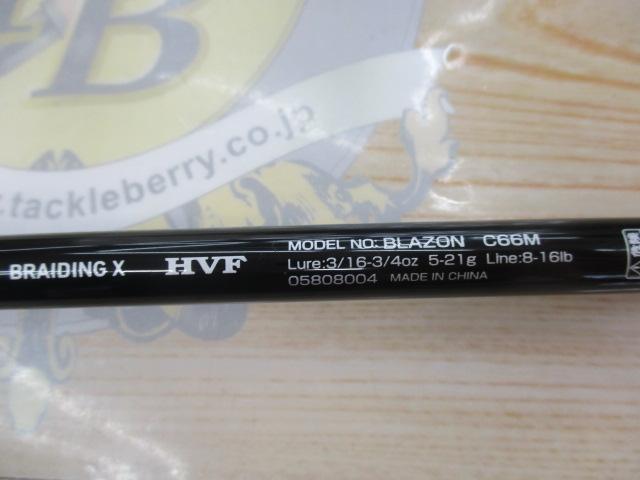 B
.tackleberry.co.jp
BRAIDING X HVF
MODEL NO: BLAZON C66M
Lure:3/16-3/4oz 5-21g Line:8-16lb
05808004 MADE IN CHINA